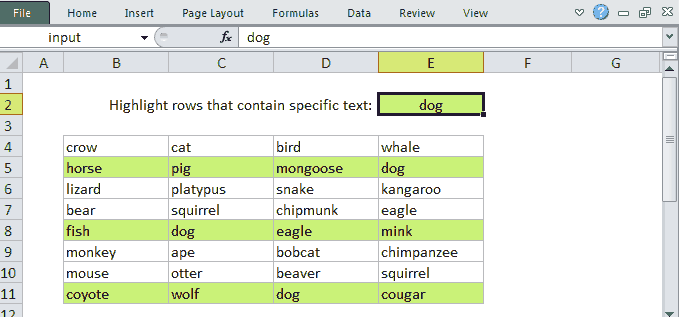 File Home Insert Page Layout Formulas Data Review View
input fx dog
A B C D E F G
1
2 Highlight rows that contain specific text: dog
3
4 crow cat bird whale
5 horse pig mongoose dog
6 lizard platypus snake kangaroo
7 bear squirrel chipmunk eagle
8 fish dog eagle mink
9 monkey ape bobcat chimpanzee
10 mouse otter beaver squirrel
11 coyote wolf dog cougar
12